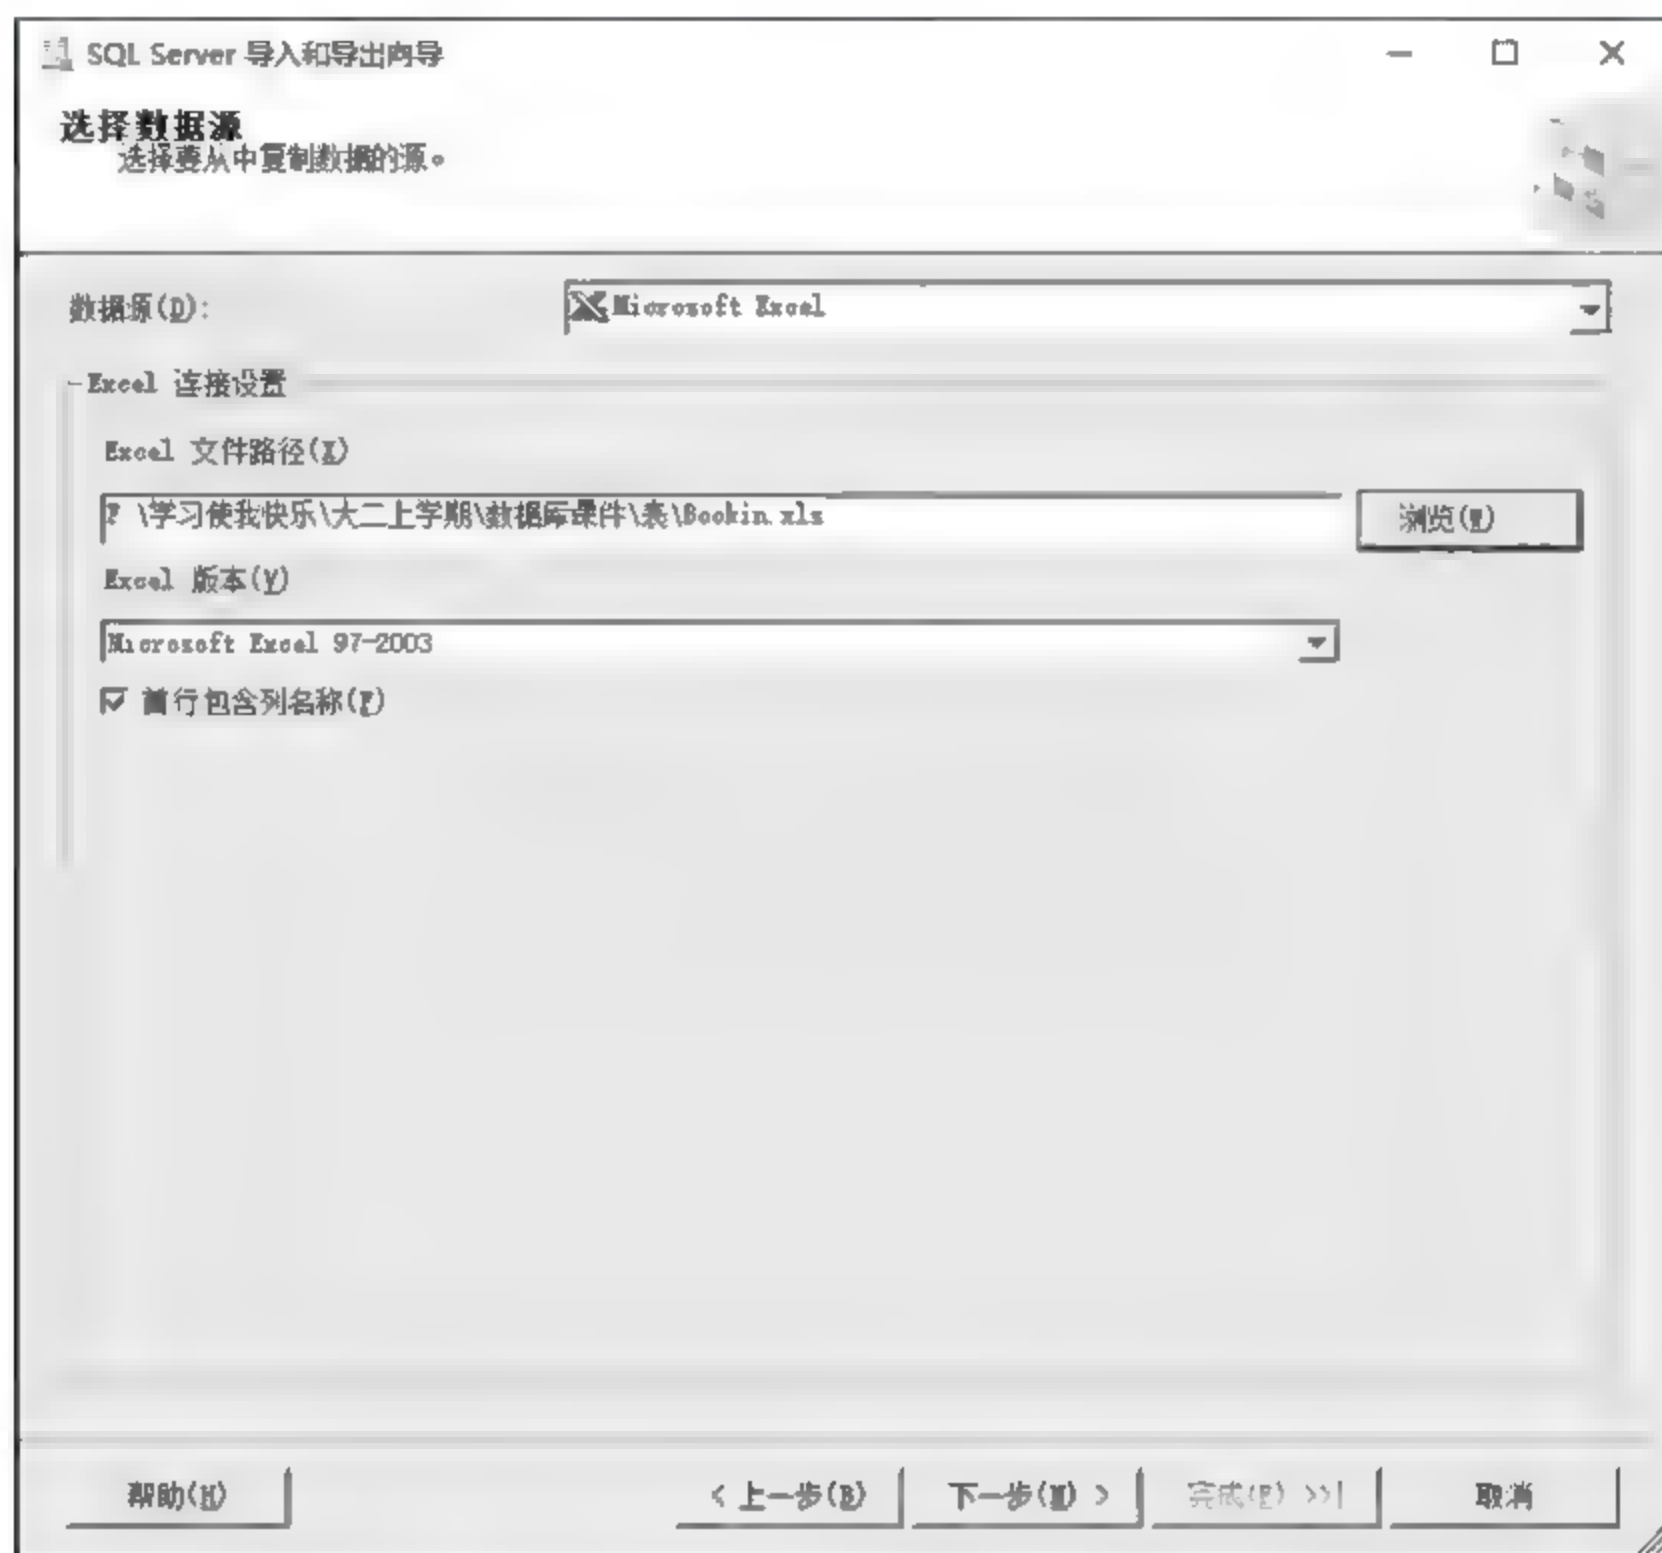 SQL Server 导入和导出向导
选择数据源
选择要从中复制数据的源。
数据源(D):
Microsoft Excel
Excel 连接设置
Excel 文件路径(X)
\学习使我快乐\大二上学期\数据库课件\表\Bookin.xls
浏览(W)
Excel 版本(V)
Microsoft Excel 97-2003
首行包含列名称(F)
帮助(H)
< 上一步(B)
下一步(N) >
完成(F) >>|
取消